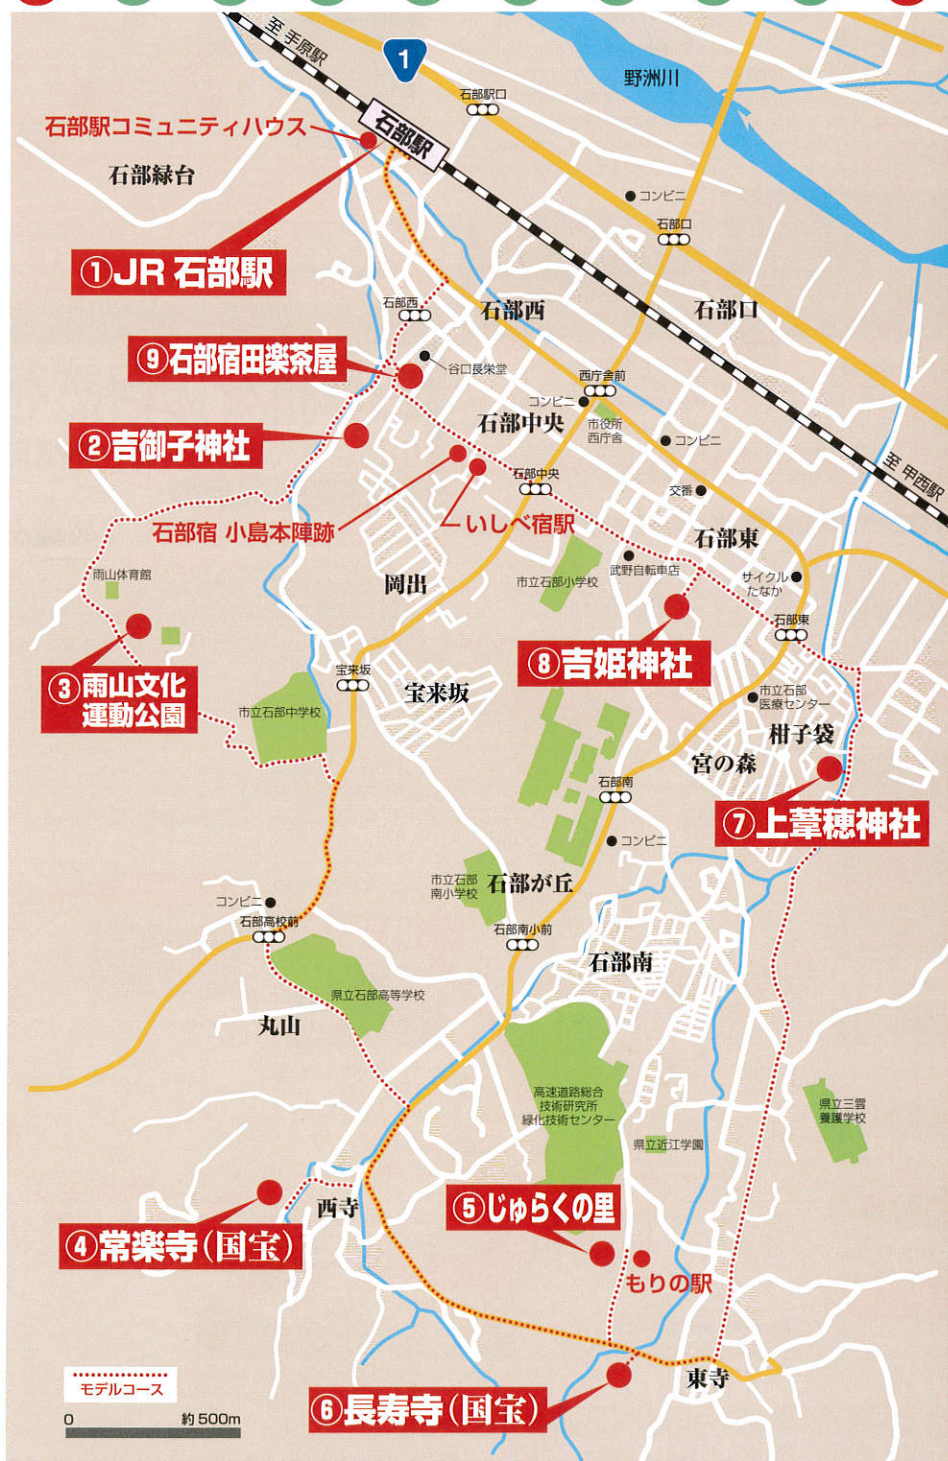 至 手原駅
1
野洲川
石部駅口
石部駅コミュニティハウス
石部駅
石部緑台
コンビニ
石部口
①JR 石部駅
石部西
石部西
石部口
⑨石部宿田楽茶屋
谷口長栄堂
西庁舎前
コンビニ
石部中央
市役所
西庁舎
コンビニ
②吉御子神社
至 甲西駅
石部中央
交番
石部宿 小島本陣跡
いしべ宿駅
石部東
雨山体育館
岡出
市立石部小学校
武野自転車店
サイクル
たなか
石部東
③雨山文化
運動公園
宝来坂
⑧吉姫神社
宝来坂
市立石部
医療センター
市立石部中学校
柑子袋
宮の森
石部南
⑦上葦穂神社
コンビニ
市立石部
南小学校
石部が丘
コンビニ
石部高校前
石部南小前
石部南
県立石部高等学校
丸山
高速道路総合
技術研究所
緑化技術センター
県立三雲
養護学校
県立近江学園
西寺
⑤じゅらくの里
④常楽寺(国宝)
もりの駅
東寺
モデルコース
⑥長寿寺(国宝)
0 約500m